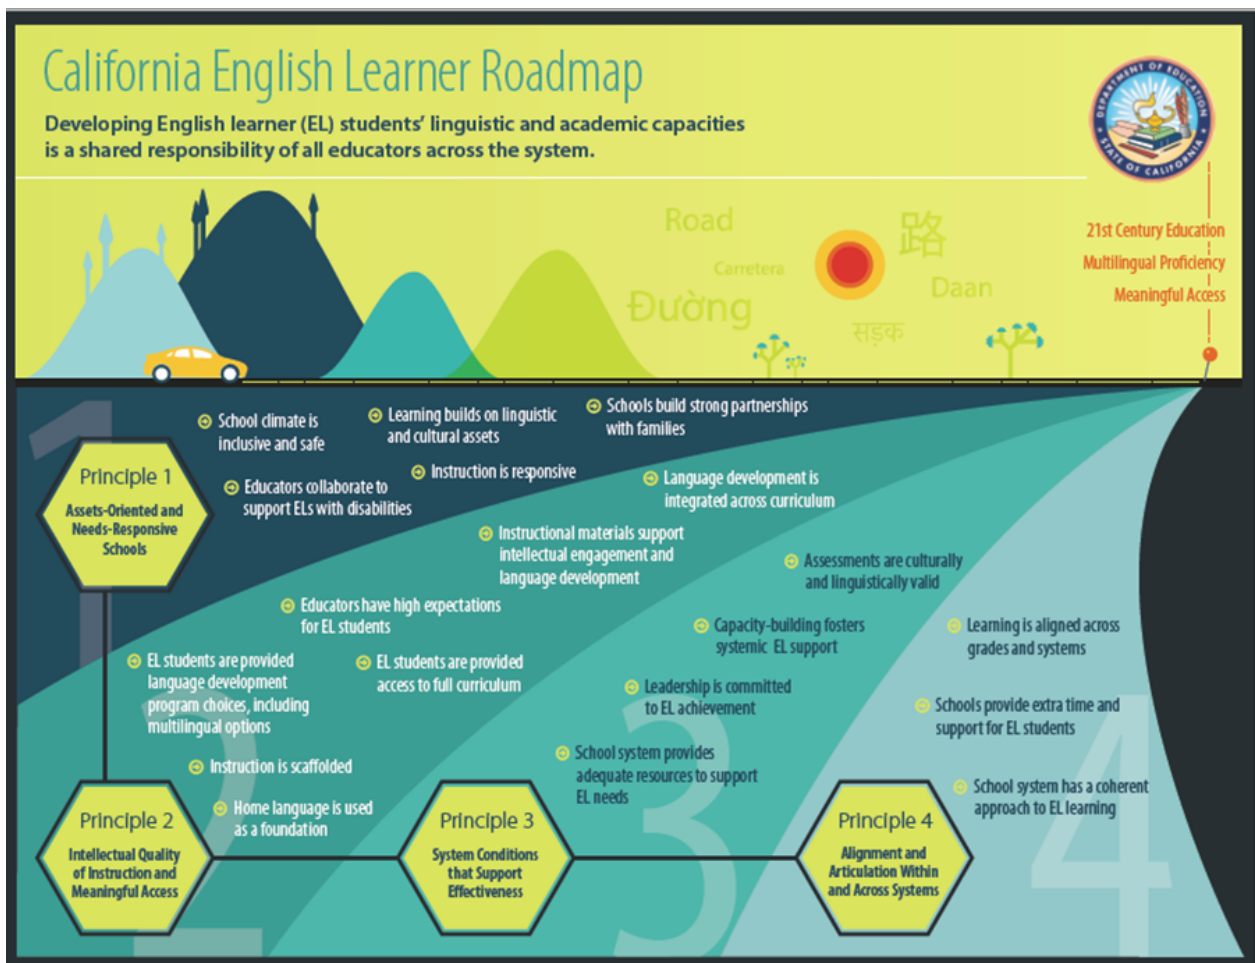 California English Learner Roadmap
Developing English learner (EL) students' linguistic and academic capacities
is a shared responsibility of all educators across the system.
DEPARTMENT OF EDUCATION
STATE OF CALIFORNIA
21st Century Education
Multilingual Proficiency
Meaningful Access
Road
路
Carretera
Daan
Đường
सड़क
1
Principle 1
Assets-Oriented and
Needs-Responsive
Schools
School climate is
inclusive and safe
Learning builds on linguistic
and cultural assets
Schools build strong partnerships
with families
Educators collaborate to
support ELs with disabilities
Instruction is responsive
Language development is
integrated across curriculum
Instructional materials support
intellectual engagement and
language development
Educators have high expectations
for EL students
EL students are provided
language development
program choices, including
multilingual options
EL students are provided
access to full curriculum
Instruction is scaffolded
Home language is used
as a foundation
2
Principle 2
Intellectual Quality
of Instruction and
Meaningful Access
Assessments are culturally
and linguistically valid
Capacity-building fosters
systemic EL support
Leadership is committed
to EL achievement
School system provides
adequate resources to support
EL needs
3
Principle 3
System Conditions
that Support
Effectiveness
Learning is aligned across
grades and systems
Schools provide extra time and
support for EL students
School system has a coherent
approach to EL learning
4
Principle 4
Alignment and
Articulation Within
and Across Systems